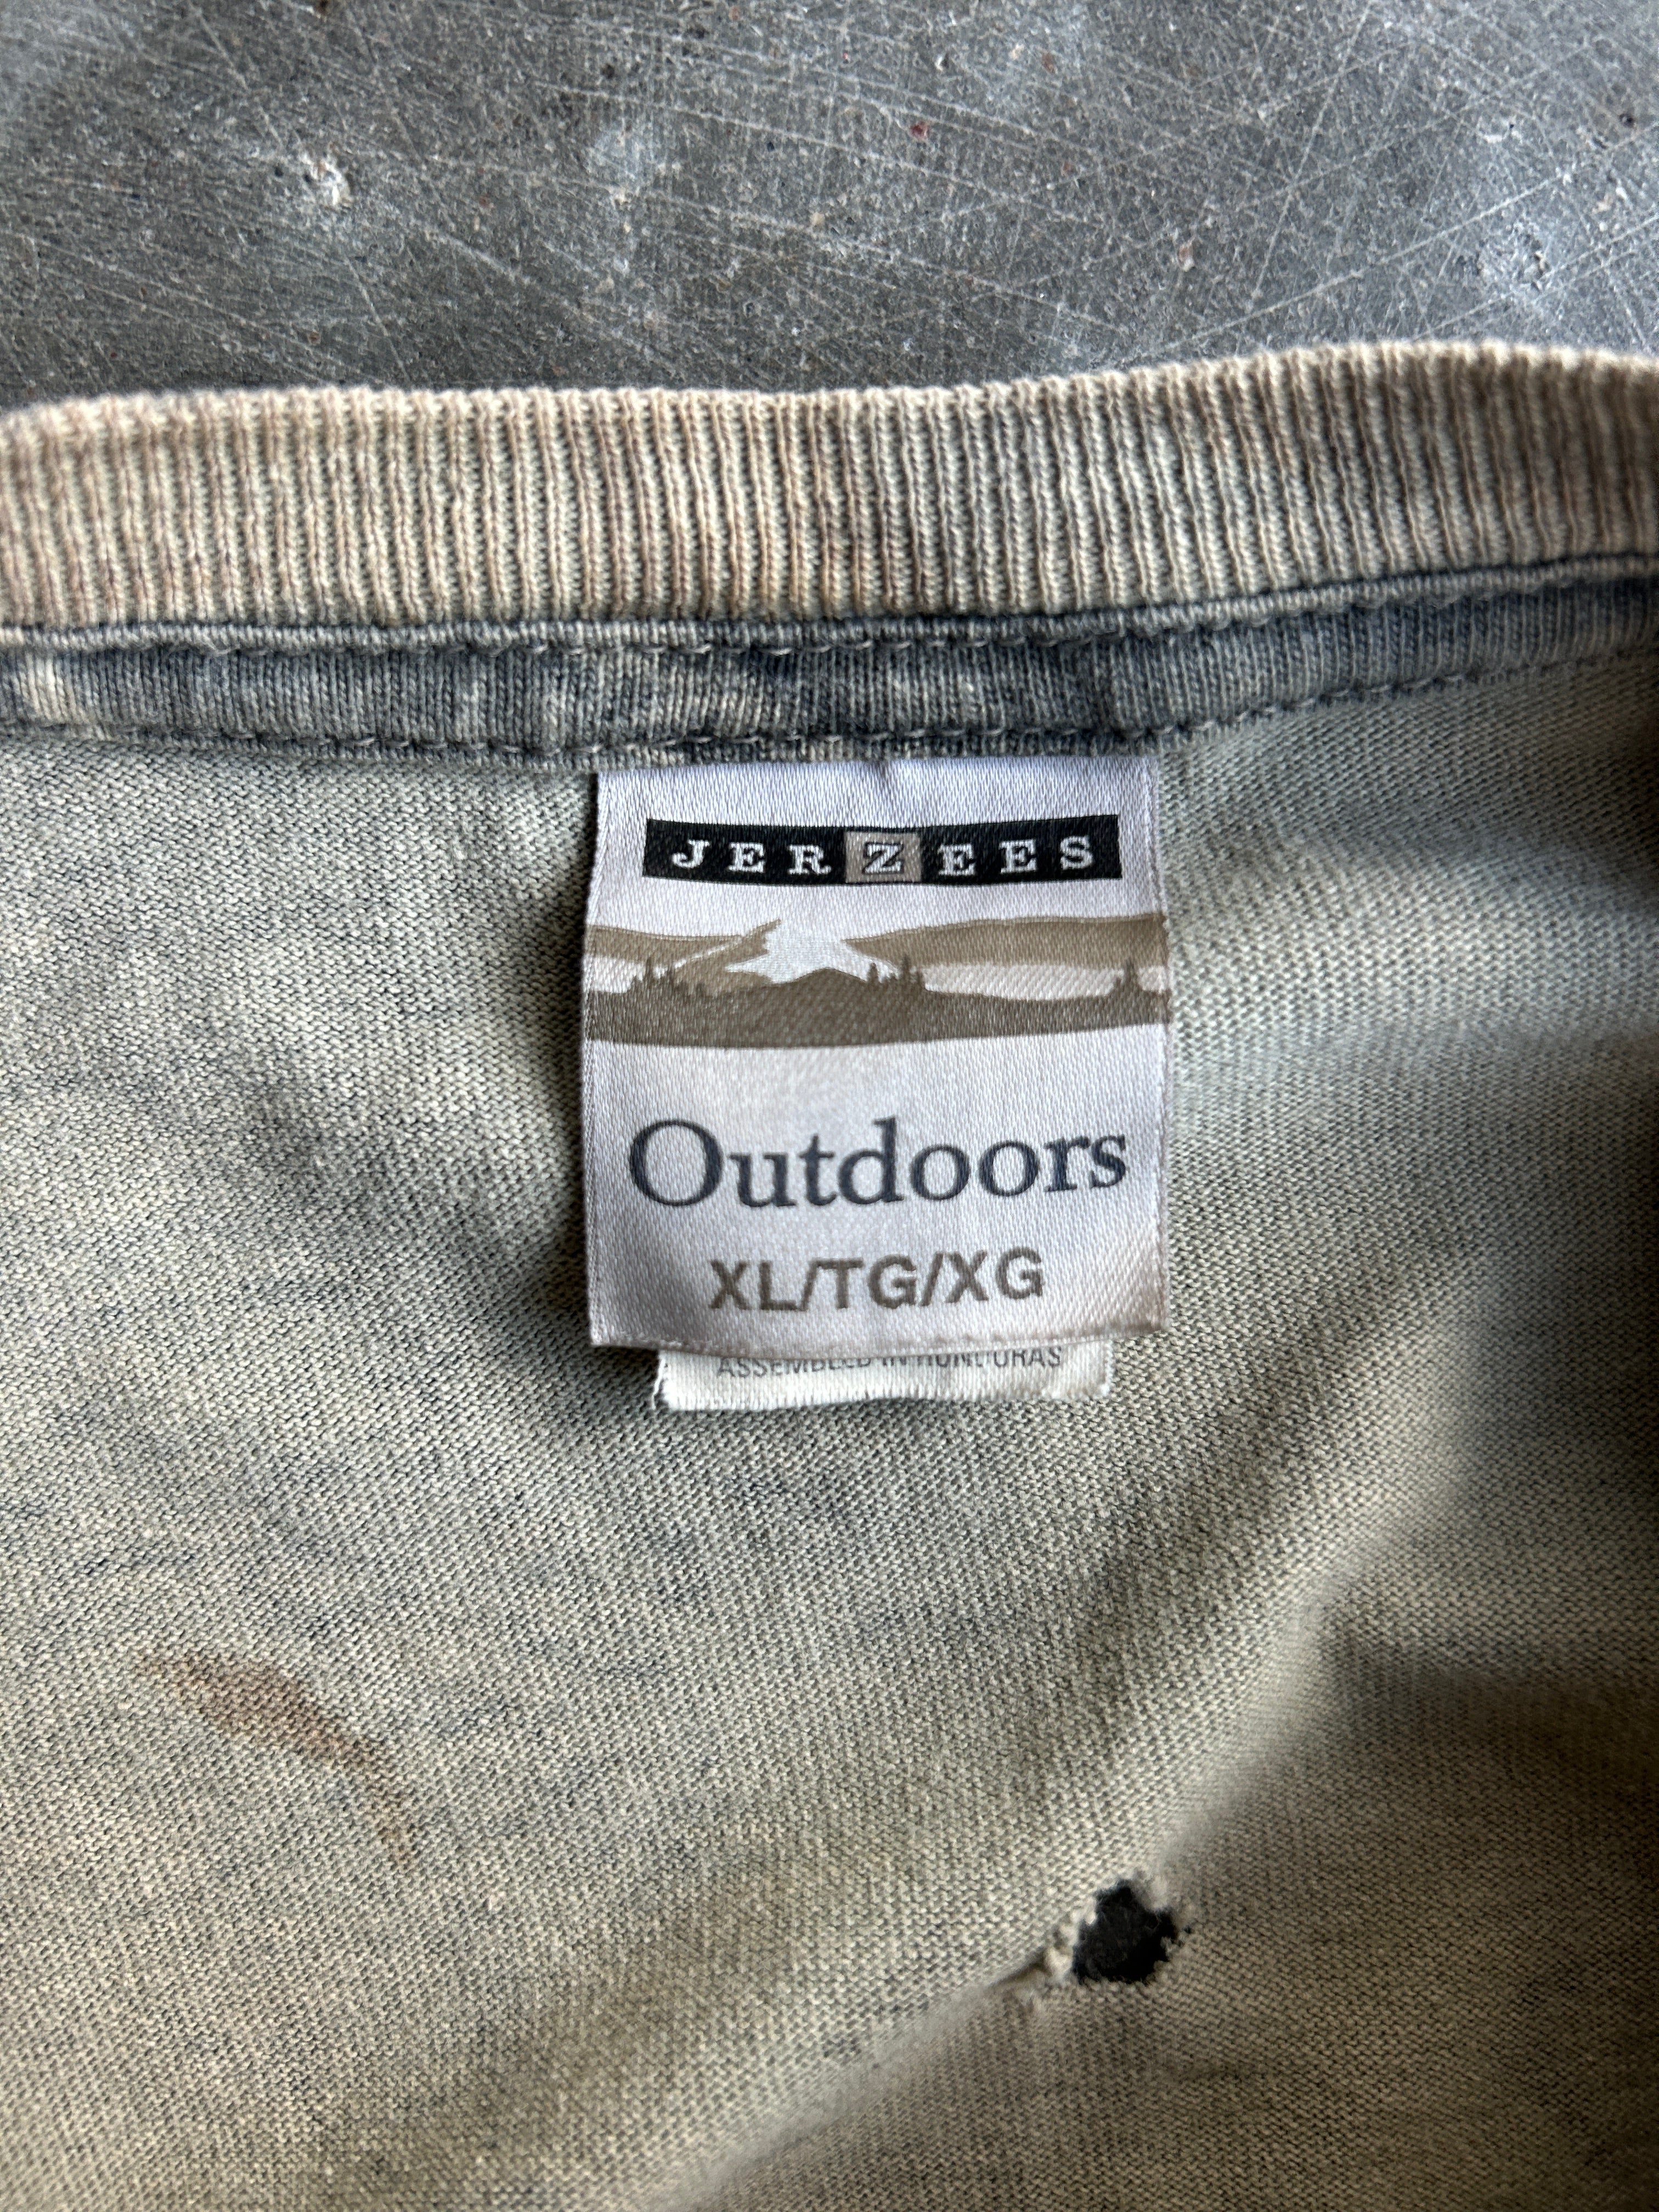 JERZEES
Outdoors
XL/TG/XG
ASSEMBLED IN HONDURAS